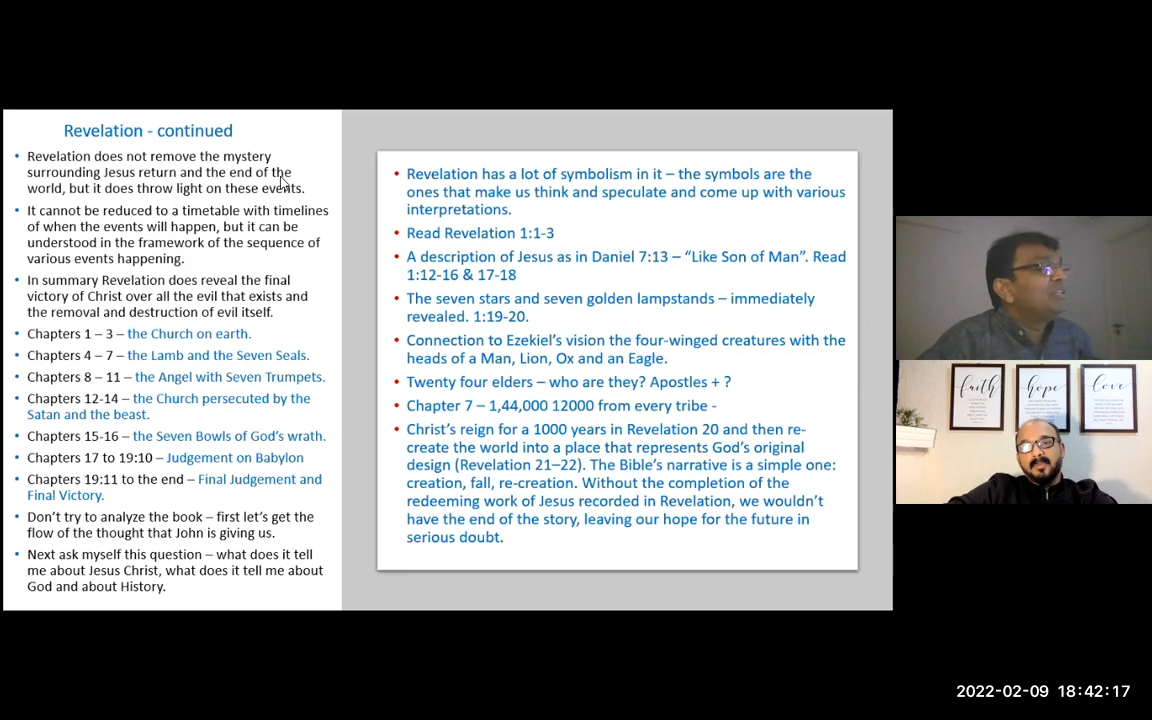 Revelation - continued
• Revelation does not remove the mystery
surrounding Jesus return and the end of the
world, but it does throw light on these events.
• It cannot be reduced to a timetable with timelines
of when the events will happen, but it can be
understood in the framework of the sequence of
various events happening.
• In summary Revelation does reveal the final
victory of Christ over all the evil that exists and
the removal and destruction of evil itself.
• Chapters 1 – 3 – the Church on earth.
• Chapters 4 – 7 – the Lamb and the Seven Seals.
• Chapters 8 – 11 – the Angel with Seven Trumpets.
• Chapters 12-14 – the Church persecuted by the
Satan and the beast.
• Chapters 15-16 – the Seven Bowls of God’s wrath.
• Chapters 17 to 19:10 – Judgement on Babylon
• Chapters 19:11 to the end – Final Judgement and
Final Victory.
• Don’t try to analyze the book – first let’s get the
flow of the thought that John is giving us.
• Next ask myself this question – what does it tell
me about Jesus Christ, what does it tell me about
God and about History.
• Revelation has a lot of symbolism in it – the symbols are the
ones that make us think and speculate and come up with various
interpretations.
• Read Revelation 1:1-3
• A description of Jesus as in Daniel 7:13 – “Like Son of Man”. Read
1:12-16 & 17-18
• The seven stars and seven golden lampstands – immediately
revealed. 1:19-20.
• Connection to Ezekiel’s vision the four-winged creatures with the
heads of a Man, Lion, Ox and an Eagle.
• Twenty four elders – who are they? Apostles + ?
• Chapter 7 – 1,44,000 12000 from every tribe -
• Christ’s reign for a 1000 years in Revelation 20 and then re-
create the world into a place that represents God’s original
design (Revelation 21–22). The Bible’s narrative is a simple one:
creation, fall, re-creation. Without the completion of the
redeeming work of Jesus recorded in Revelation, we wouldn’t
have the end of the story, leaving our hope for the future in
serious doubt.
faith
hope
love
2022-02-09 18:42:17